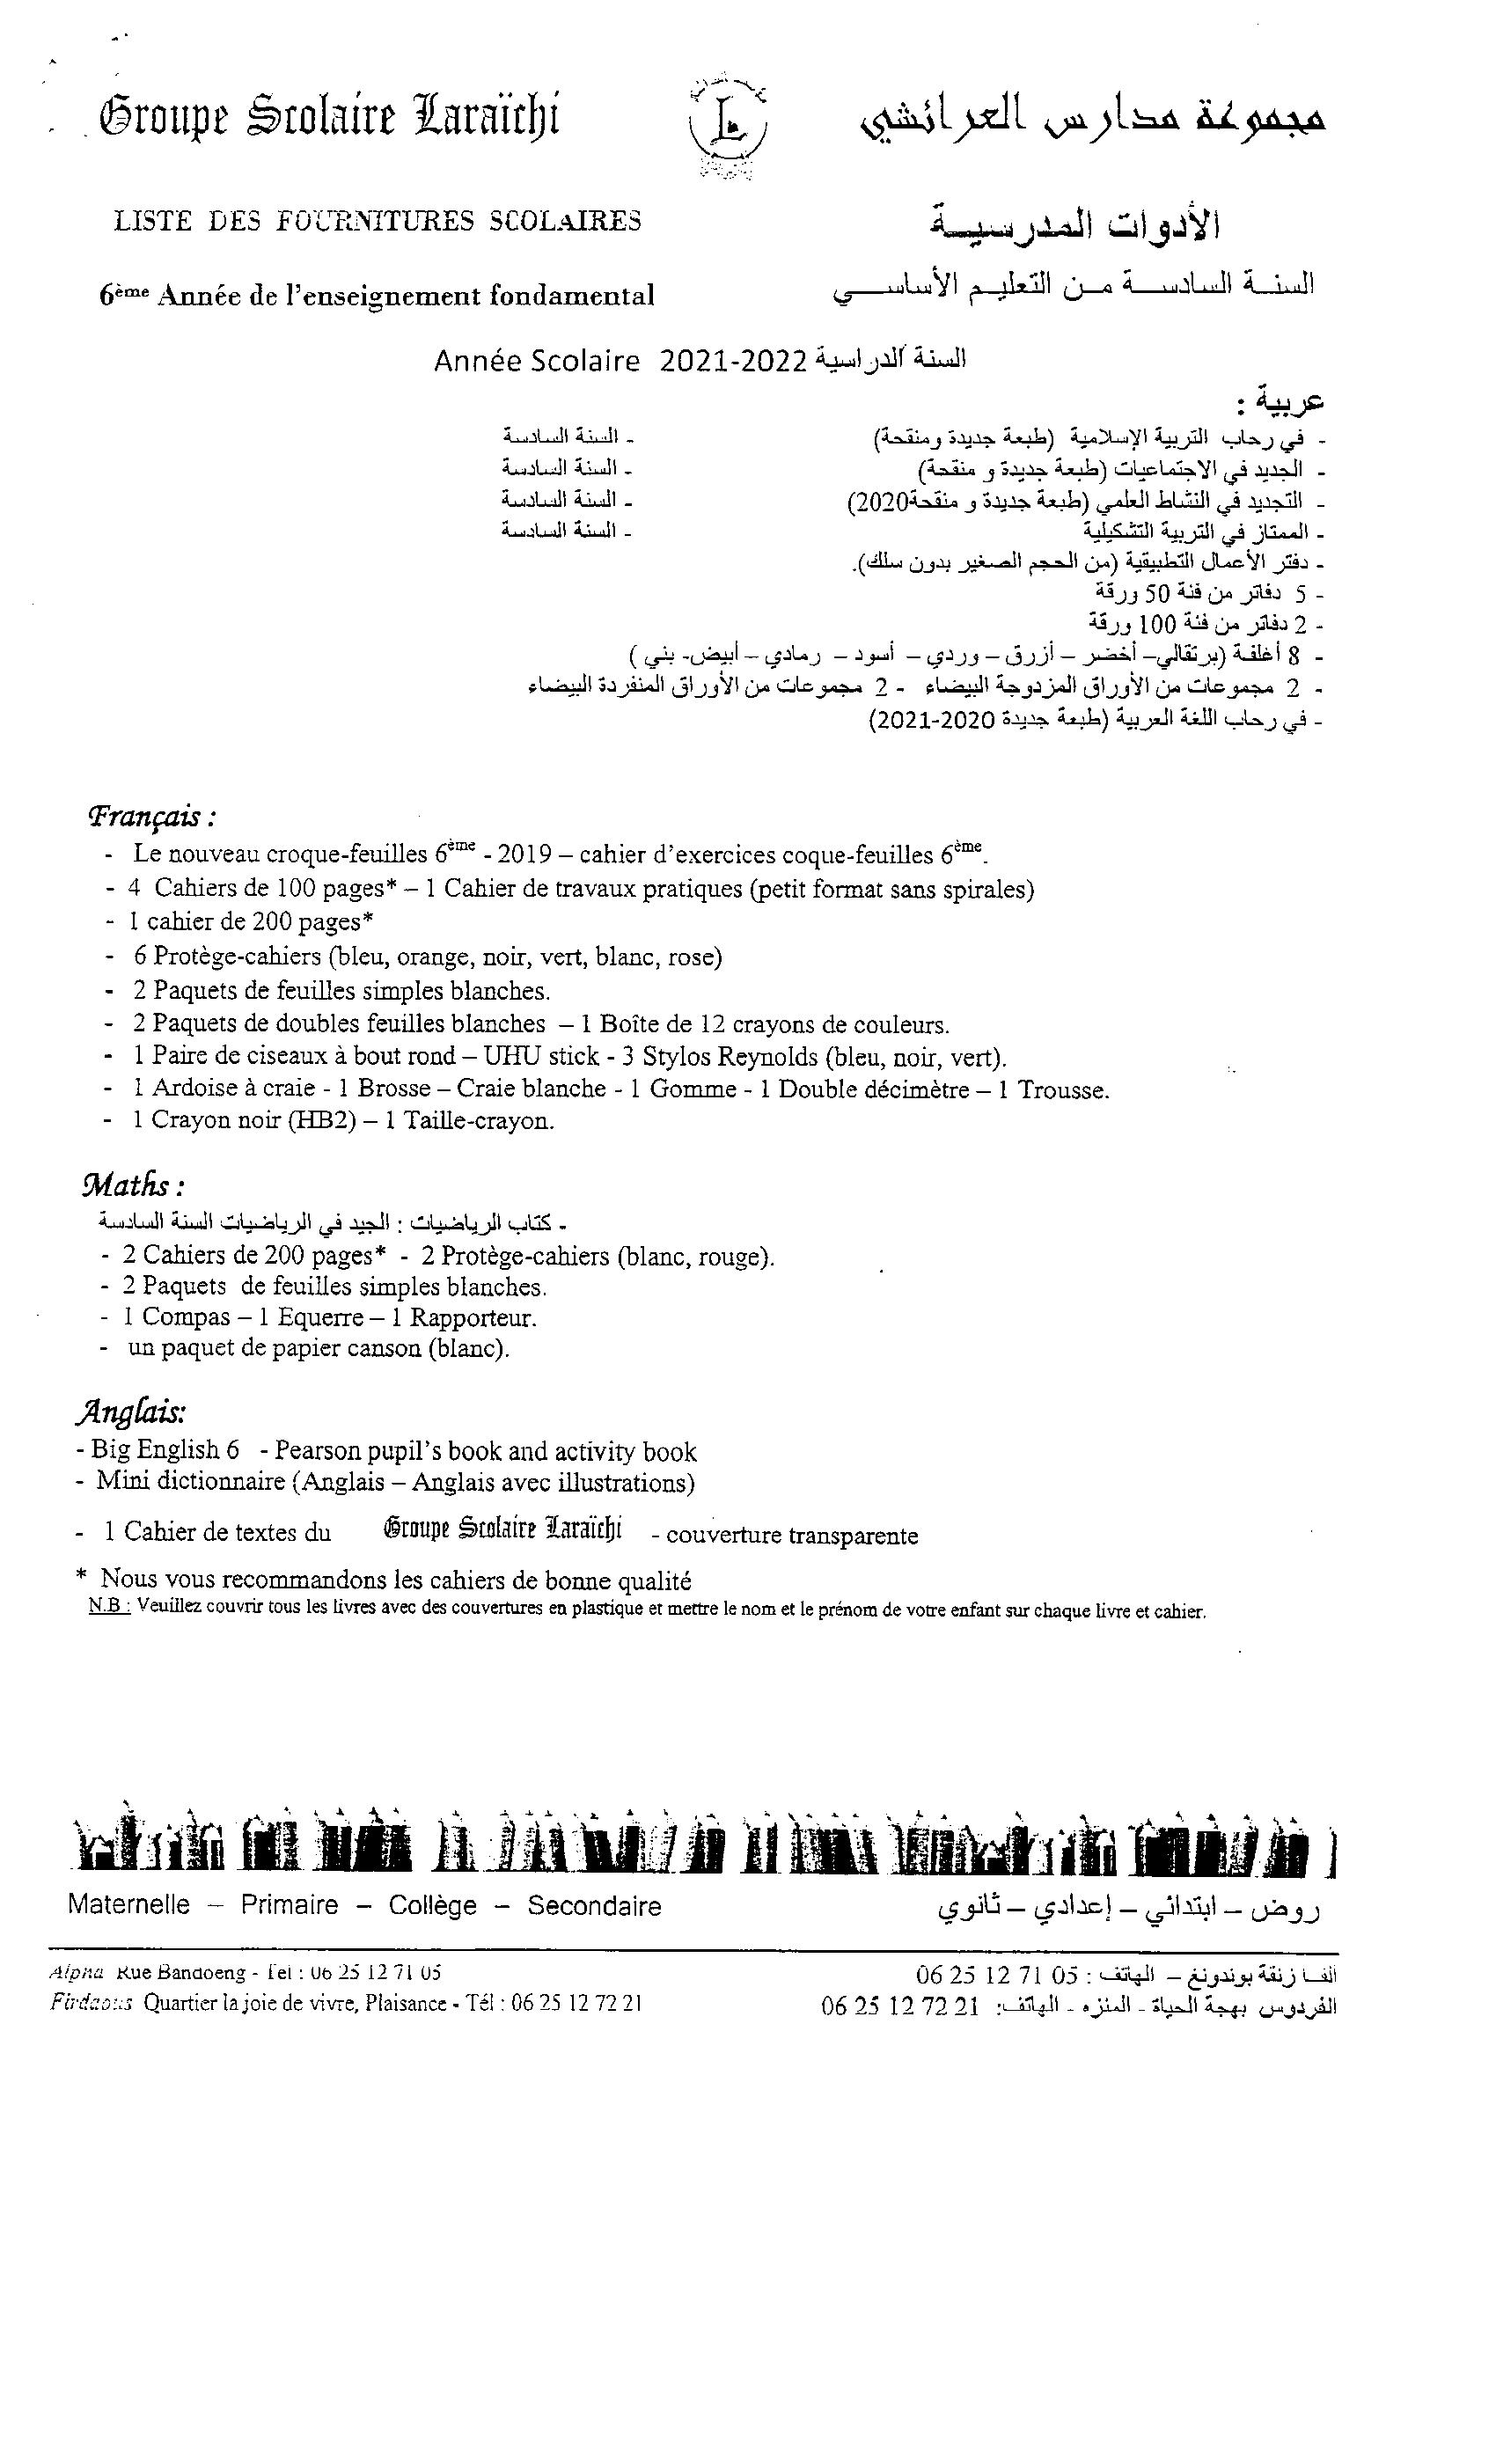 Groupe Scolaire Laraïchi
مجموعة مدارس العرائشي
LISTE DES FOURNITURES SCOLAIRES
الأدوات المدرسيـــة
6ème Année de l'enseignement fondamental
السنــة السادســـة مــن التعليـم الأساســـي
Année Scolaire 2021-2022 السنة الدراسية
عربية :
- في رحاب التربية الإسلامية (طبعة جديدة ومنقحة) - السنة السادسة
- الجديد في الاجتماعيات (طبعة جديدة و منقحة) - السنة السادسة
- التجديد في النشاط العلمي (طبعة جديدة و منقحة2020) - السنة السادسة
- الممتاز في التربية التشكيلية - السنة السادسة
- دفتر الأعمال التطبيقية (من الحجم الصغير بدون سلك).
- 5 دفاتر من فئة 50 ورقة
- 2 دفاتر من فئة 100 ورقة
- 8 أغلفة (برتقالي– أخضر – أزرق – وردي – أسود – رمادي – أبيض- بني )
- 2 مجموعات من الأوراق المزدوجة البيضاء - 2 مجموعات من الأوراق المنفردة البيضاء
- في رحاب اللغة العربية (طبعة جديدة 2020-2021)
Français :
- Le nouveau croque-feuilles 6ème - 2019 – cahier d'exercices coque-feuilles 6ème.
- 4 Cahiers de 100 pages* – 1 Cahier de travaux pratiques (petit format sans spirales)
- 1 cahier de 200 pages*
- 6 Protège-cahiers (bleu, orange, noir, vert, blanc, rose)
- 2 Paquets de feuilles simples blanches.
- 2 Paquets de doubles feuilles blanches – 1 Boîte de 12 crayons de couleurs.
- 1 Paire de ciseaux à bout rond – UHU stick - 3 Stylos Reynolds (bleu, noir, vert).
- 1 Ardoise à craie - 1 Brosse – Craie blanche - 1 Gomme - 1 Double décimètre – 1 Trousse.
- 1 Crayon noir (HB2) – 1 Taille-crayon.
Maths :
- كتاب الرياضيات : الجيد في الرياضيات السنة السادسة
- 2 Cahiers de 200 pages* - 2 Protège-cahiers (blanc, rouge).
- 2 Paquets de feuilles simples blanches.
- 1 Compas – 1 Equerre – 1 Rapporteur.
- un paquet de papier canson (blanc).
Anglais:
- Big English 6 - Pearson pupil's book and activity book
- Mini dictionnaire (Anglais – Anglais avec illustrations)
- 1 Cahier de textes du Groupe Scolaire Laraïchi - couverture transparente
* Nous vous recommandons les cahiers de bonne qualité
N.B : Veuillez couvrir tous les livres avec des couvertures en plastique et mettre le nom et le prénom de votre enfant sur chaque livre et cahier.
Maternelle – Primaire – Collège – Secondaire
روض – ابتدائي – إعدادي – ثانوي
Alpha Rue Bandoeng - Tel : 06 25 12 71 05
ألفا زنقة بوندونغ – الهاتف : 05 71 12 25 06
Firdaous Quartier la joie de vivre, Plaisance - Tél : 06 25 12 72 21
الفردوس بهجة الحياة - المنزه - الهاتف: 21 72 12 25 06